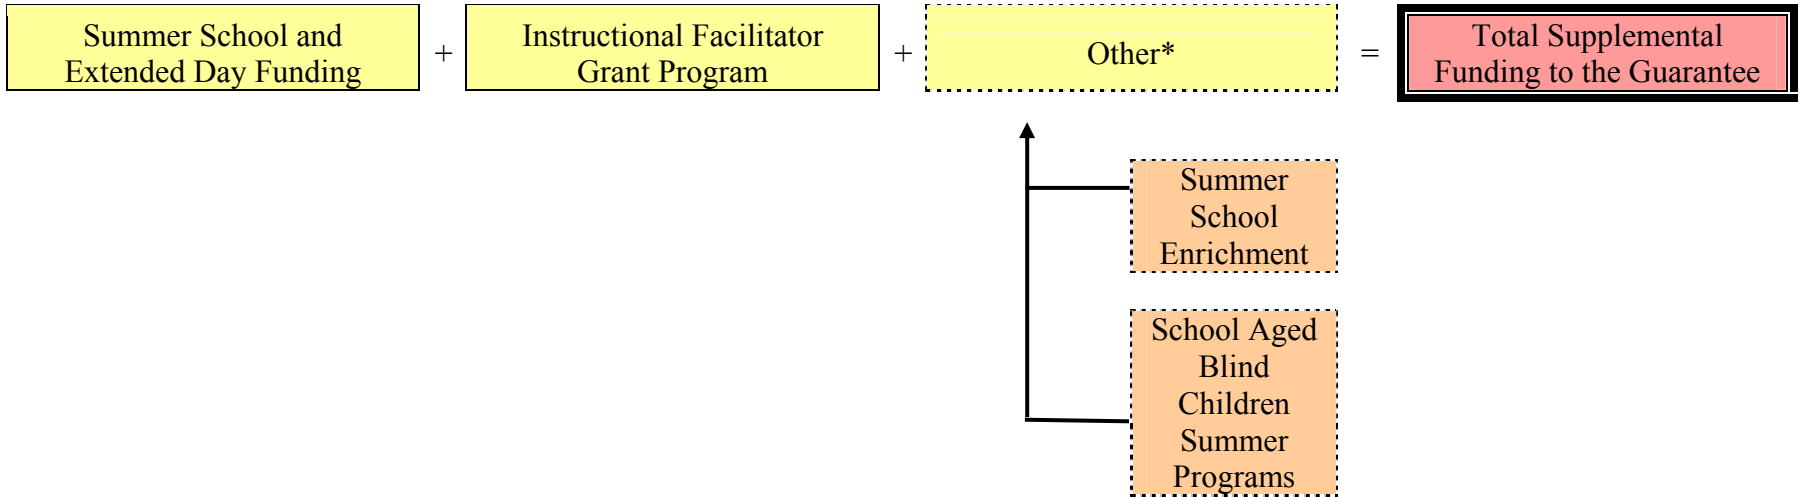 Summer School and
Extended Day Funding
+
Instructional Facilitator
Grant Program
+
Other*
=
Total Supplemental
Funding to the Guarantee
Summer
School
Enrichment
School Aged
Blind
Children
Summer
Programs